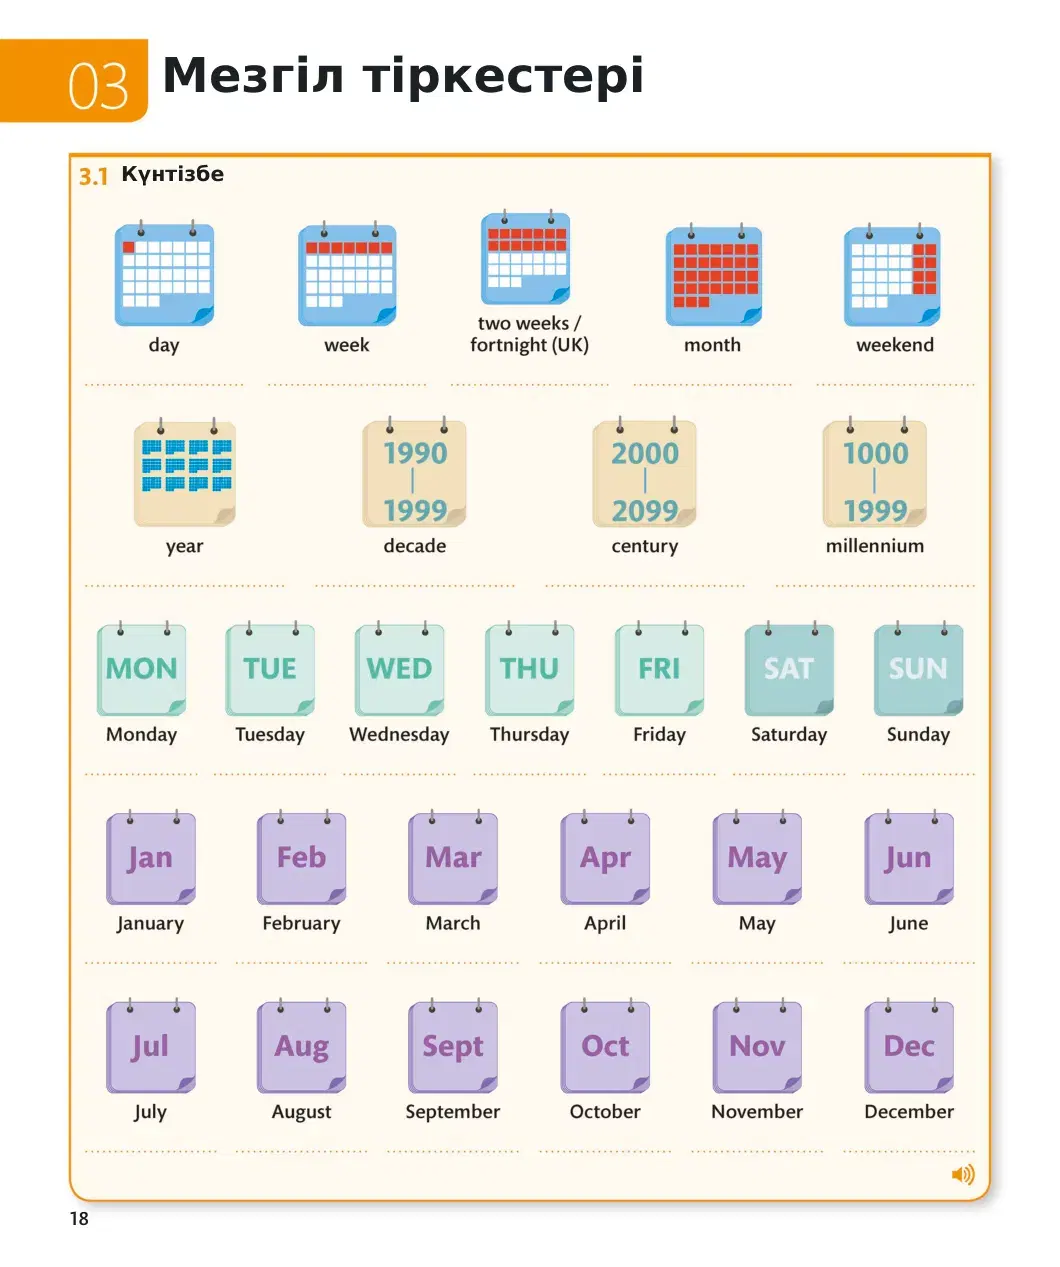 03 Мезгіл тіркестері
3.1 Күнтізбе
two weeks /
day week fortnight (UK) month weekend
1990 2000 1000
1999 2099 1999
year decade century millennium
MON TUE WED THU FRI SAT SUN
Monday Tuesday Wednesday Thursday Friday Saturday Sunday
Jan Feb Mar Apr May Jun
January February March April May June
Jul Aug Sept Oct Nov Dec
July August September October November December
18